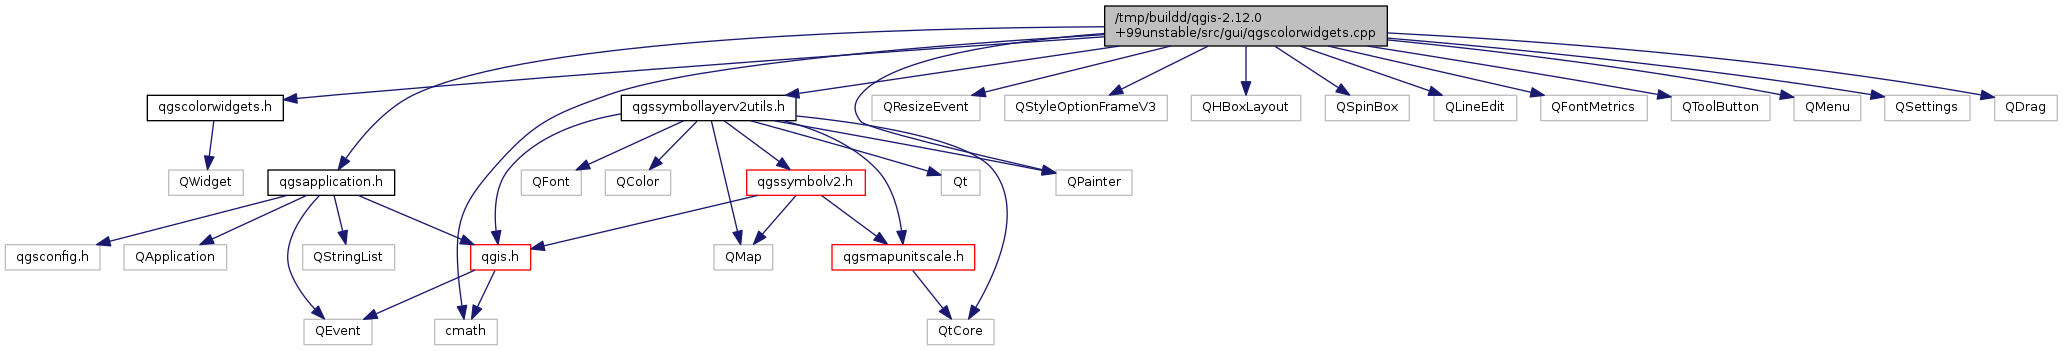 /tmp/buildd/qgis-2.12.0
+99unstable/src/gui/qgscolorwidgets.cpp
qgscolorwidgets.h
qgssymbollayerv2utils.h
QResizeEvent
QStyleOptionFrameV3
QHBoxLayout
QSpinBox
QLineEdit
QFontMetrics
QToolButton
QMenu
QSettings
QDrag
QWidget
qgsapplication.h
QFont
QColor
qgssymbolv2.h
Qt
QPainter
qgsconfig.h
QApplication
QStringList
qgis.h
QMap
qgsmapunitscale.h
QEvent
cmath
QtCore